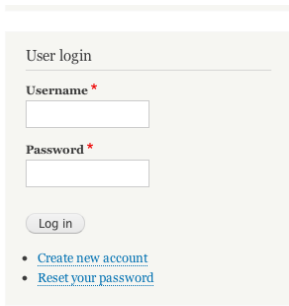 User login
Username *
Password *
Log in
Create new account
Reset your password